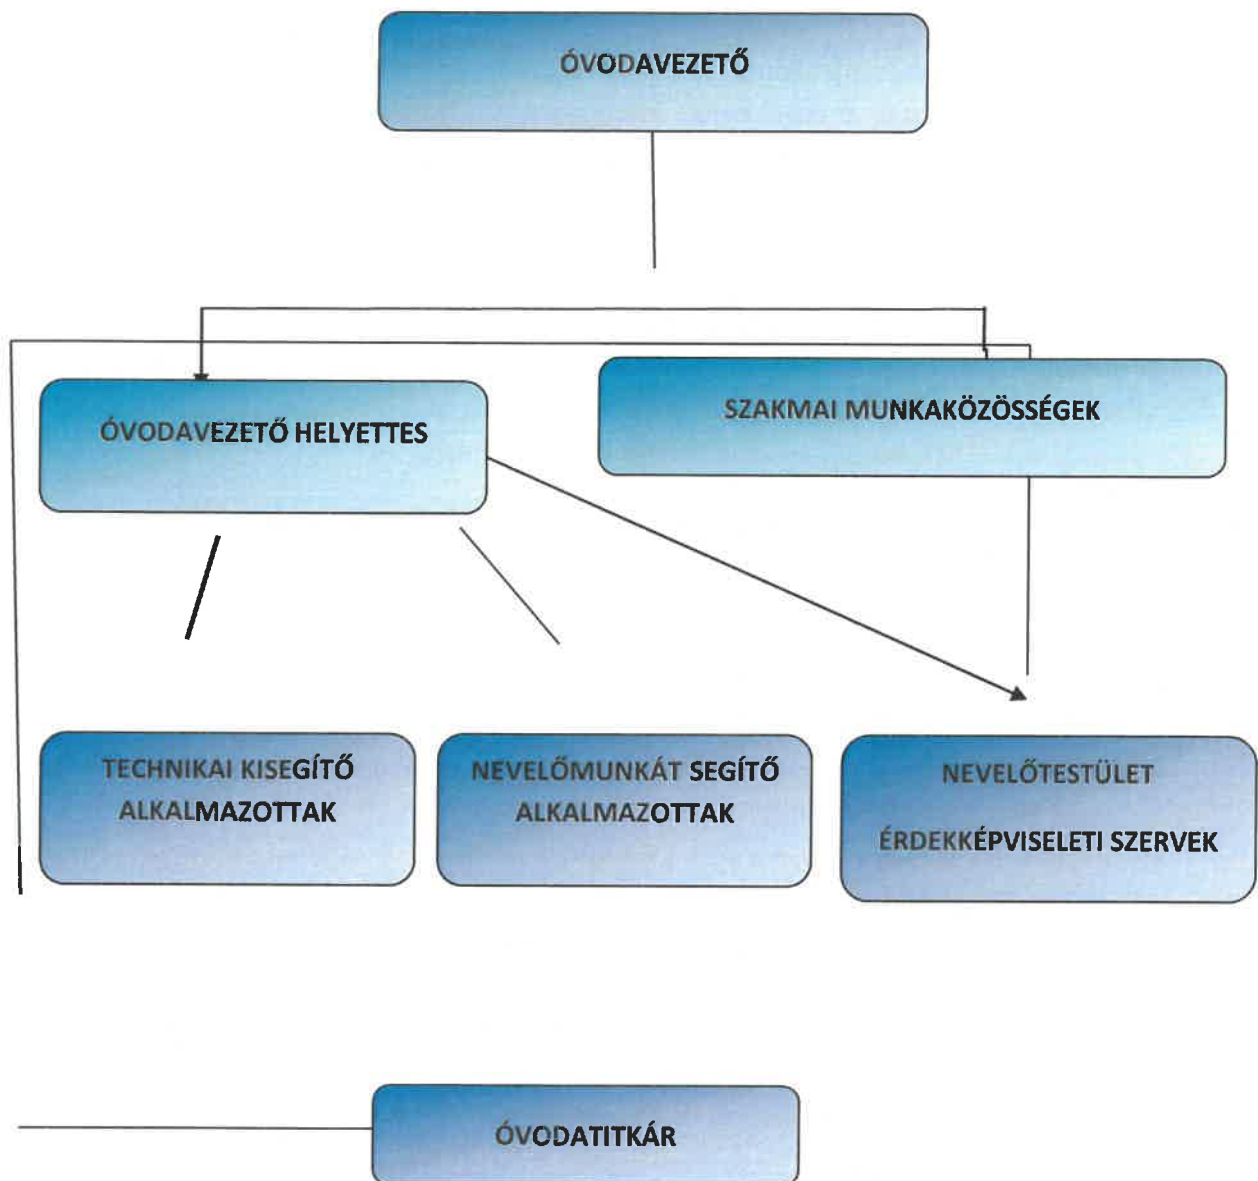 ÓVODAVEZETŐ
ÓVODAVEZETŐ HELYETTES
SZAKMAI MUNKAKÖZÖSSÉGEK
TECHNIKAI KISEGÍTŐ
ALKALMAZOTTAK
NEVELŐMUNKÁT SEGÍTŐ
ALKALMAZOTTAK
NEVELŐTESTÜLET
ÉRDEKKÉPVISELETI SZERVEK
ÓVODATITKÁR